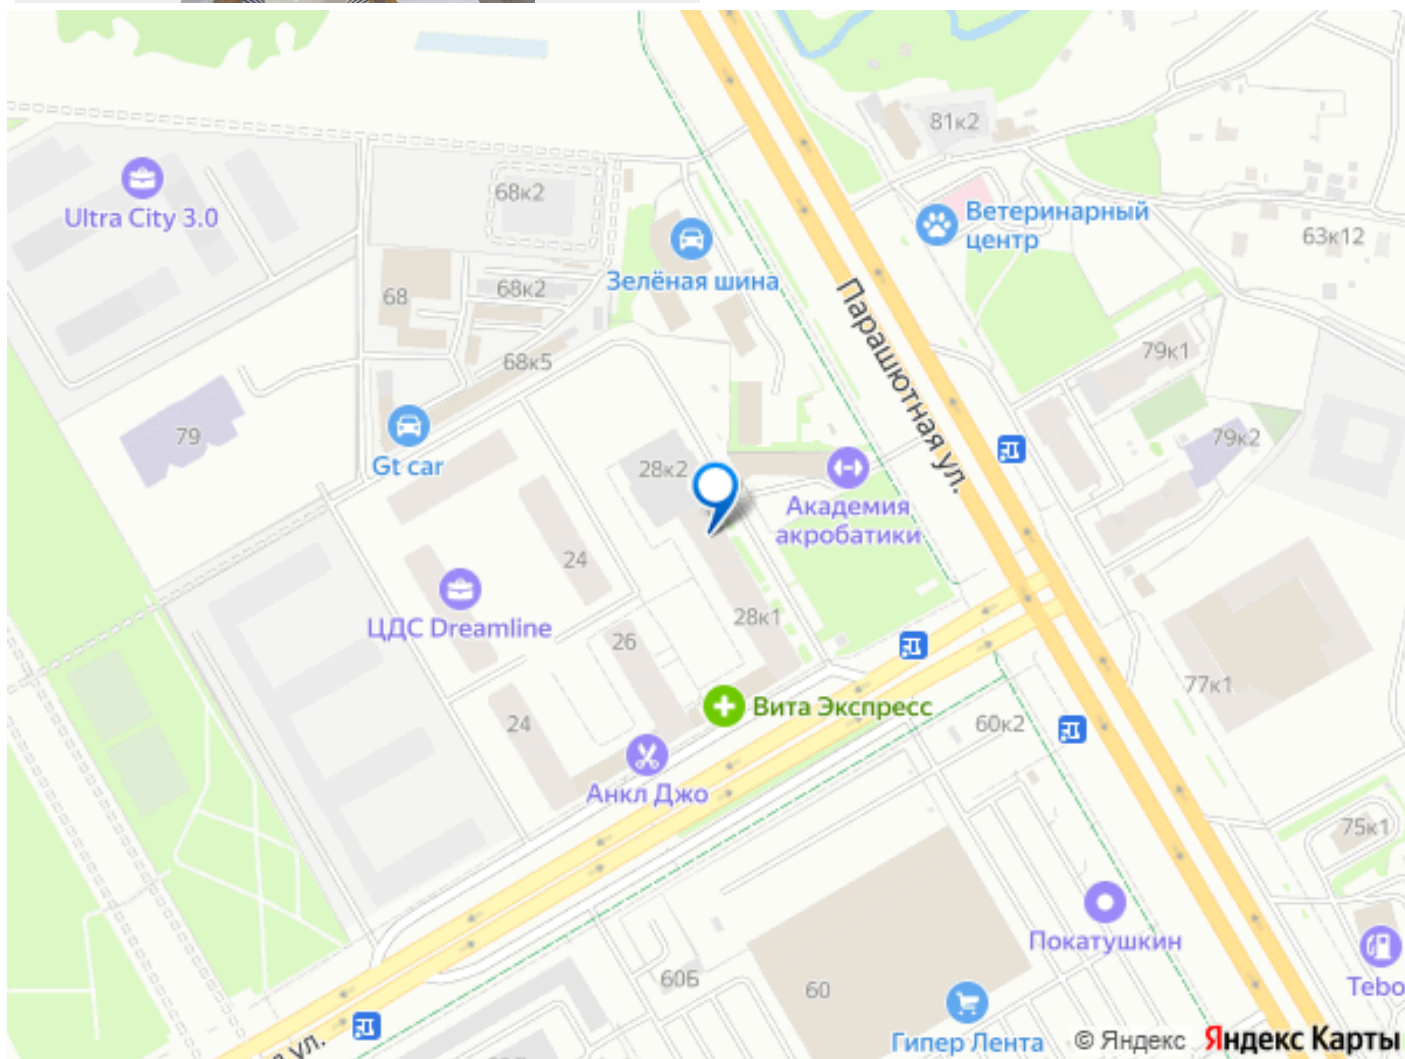 81к2
68к2
Ветеринарный
центр
Ultra City 3.0
63к12
Зелёная шина
68к2
68
Парашютная ул.
79к1
68к5
79
79к2
Gt car
28к2
Академия
акробатики
24
28к1
ЦДС Dreamline
26
77к1
Вита Экспресс
24
60к2
Анкл Джо
75к1
Покатушкин
60Б
60
Tebo
Гипер Лента
ул.
© Яндекс Яндекс Карты